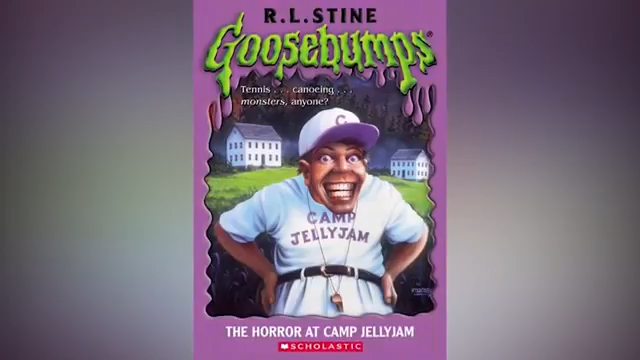 R.L.STINE
Goosebumps®
Tennis . . . canoeing . . .
monsters, anyone?
C
CAMP
JELLYJAM
THE HORROR AT CAMP JELLYJAM
SCHOLASTIC